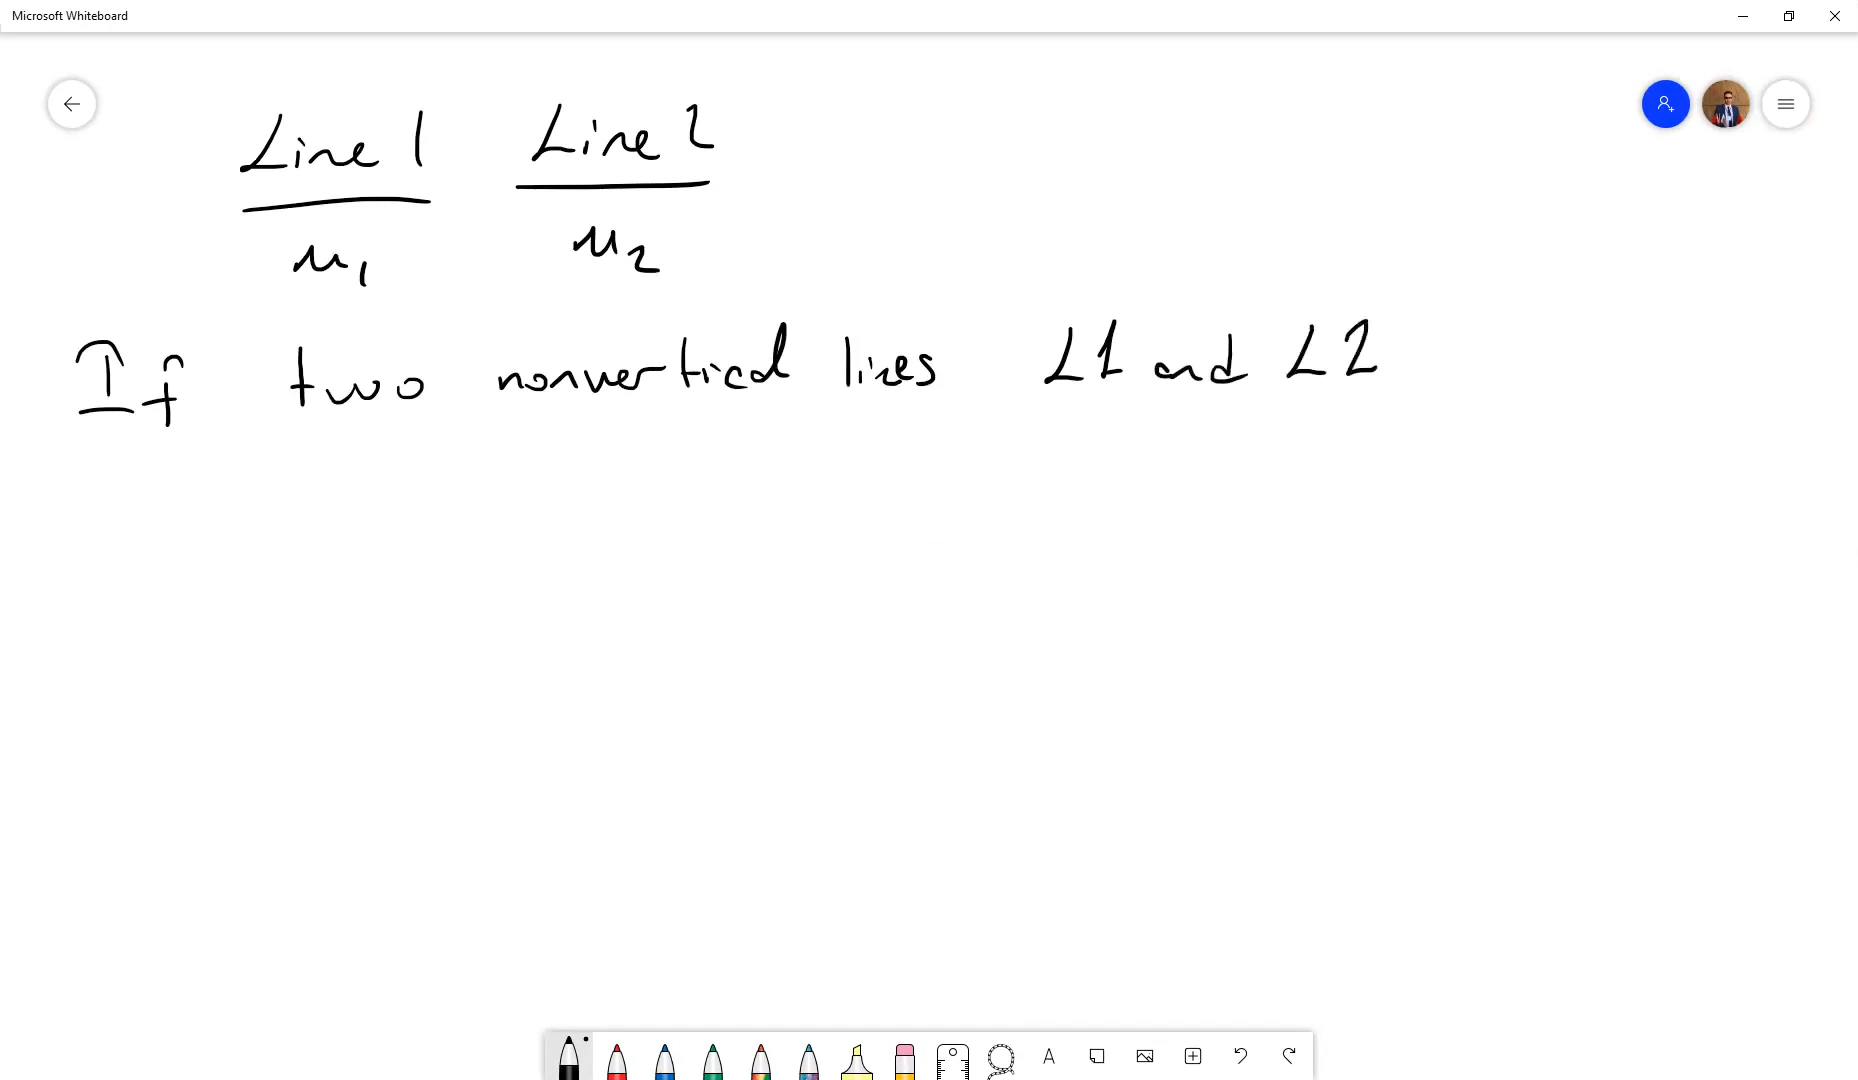 Microsoft Whiteboard
Line 1 Line 2
m1 m2
If two nonvertical lines L1 and L2
A